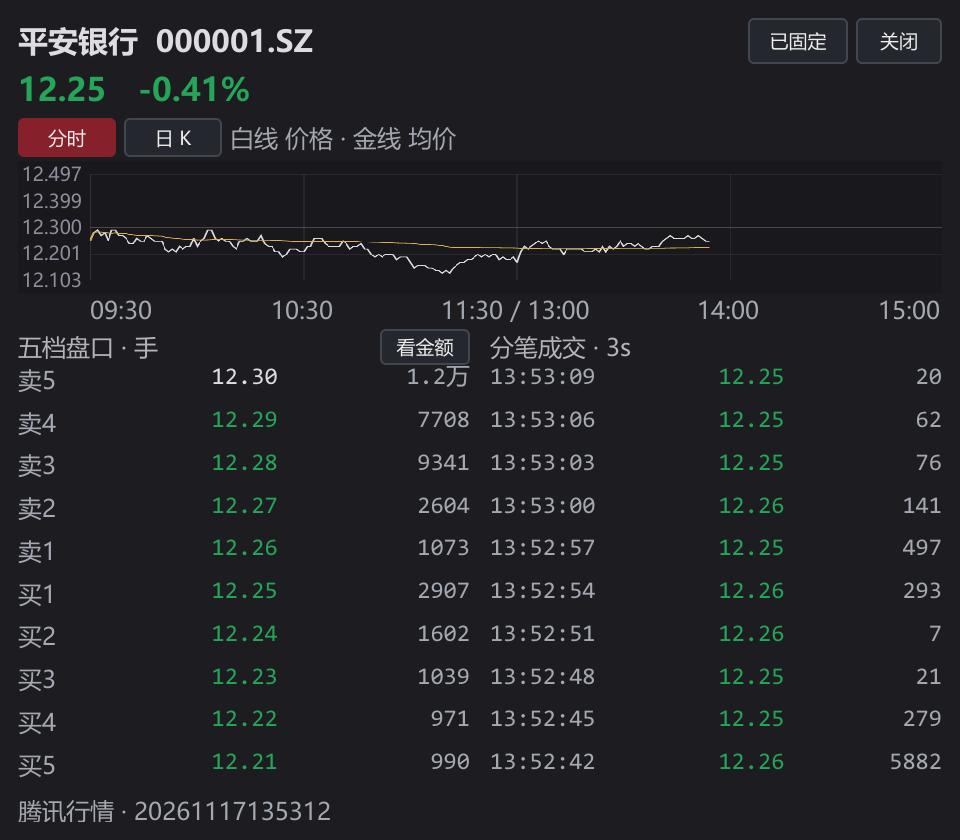 平安银行 000001.SZ 已固定 关闭
12.25 -0.41%
分时 日 K 白线 价格 · 金线 均价
12.497
12.399
12.300
12.201
12.103
09:30 10:30 11:30 / 13:00 14:00 15:00
五档盘口 · 手 看金额 分笔成交 · 3s
卖5 12.30 1.2万 13:53:09 12.25 20
卖4 12.29 7708 13:53:06 12.25 62
卖3 12.28 9341 13:53:03 12.25 76
卖2 12.27 2604 13:53:00 12.26 141
卖1 12.26 1073 13:52:57 12.25 497
买1 12.25 2907 13:52:54 12.26 293
买2 12.24 1602 13:52:51 12.26 7
买3 12.23 1039 13:52:48 12.25 21
买4 12.22 971 13:52:45 12.25 279
买5 12.21 990 13:52:42 12.26 5882
腾讯行情 · 20261117135312